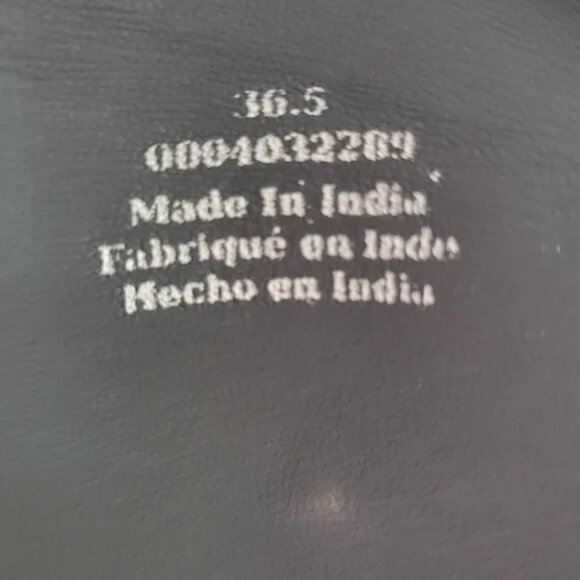 36.5
0004032289
Made In India
Fabriqué en Inde
Hecho en India